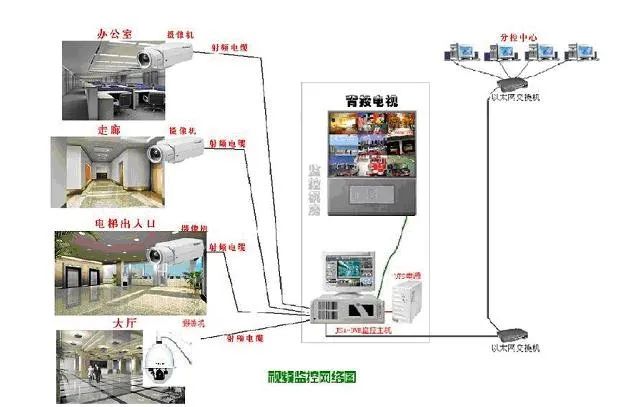 办公室
摄像机
射频电缆
走廊
摄像机
射频电缆
电梯出入口
摄像机
射频电缆
大厅
摄像机
射频电缆
背投电视
监控机房
UPS电源
监控主机
分控中心
以太网交换机
以太网交换机
视频监控网络图